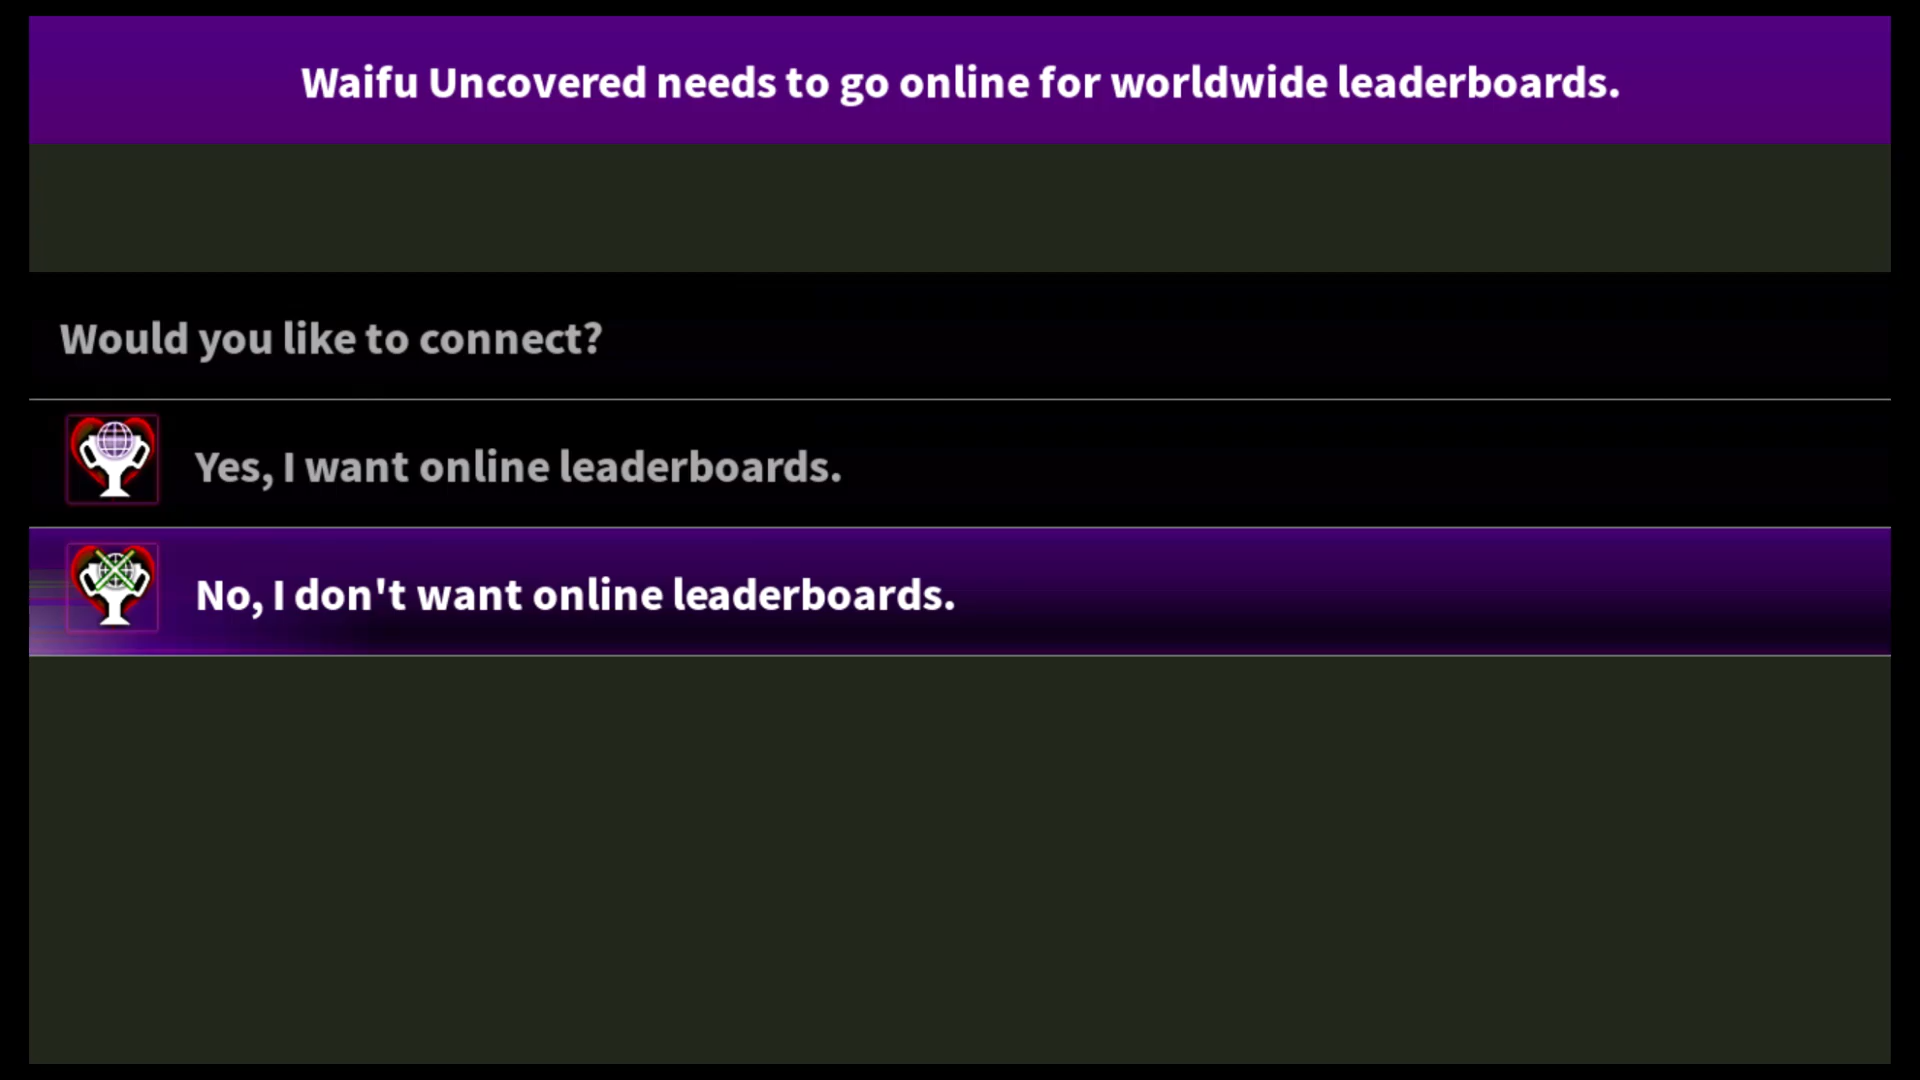 Waifu Uncovered needs to go online for worldwide leaderboards.
Would you like to connect?
Yes, I want online leaderboards.
No, I don't want online leaderboards.